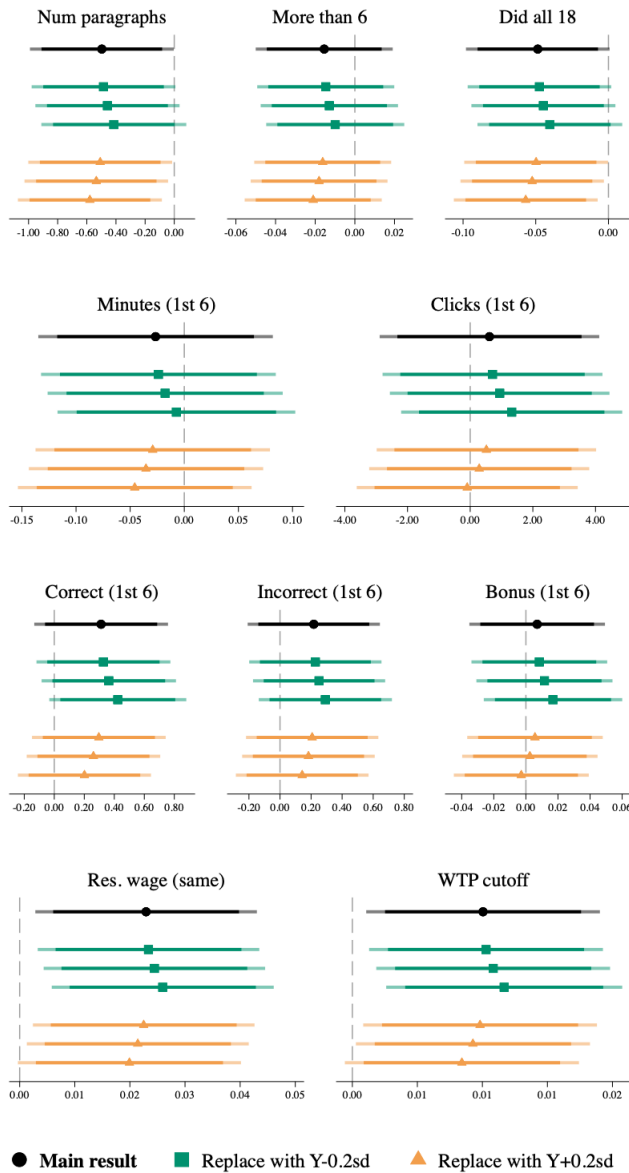 Num paragraphs More than 6 Did all 18
-1.00 -0.80 -0.60 -0.40 -0.20 0.00 -0.06 -0.04 -0.02 0.00 0.02 -0.10 -0.05 0.00
Minutes (1st 6) Clicks (1st 6)
-0.15 -0.10 -0.05 0.00 0.05 0.10 -4.00 -2.00 0.00 2.00 4.00
Correct (1st 6) Incorrect (1st 6) Bonus (1st 6)
-0.20 0.00 0.20 0.40 0.60 0.80 -0.20 0.00 0.20 0.40 0.60 0.80 -0.04 -0.02 0.00 0.02 0.04 0.06
Res. wage (same) WTP cutoff
0.00 0.01 0.02 0.03 0.04 0.05 0.00 0.01 0.01 0.01 0.02
Main result Replace with Y-0.2sd Replace with Y+0.2sd